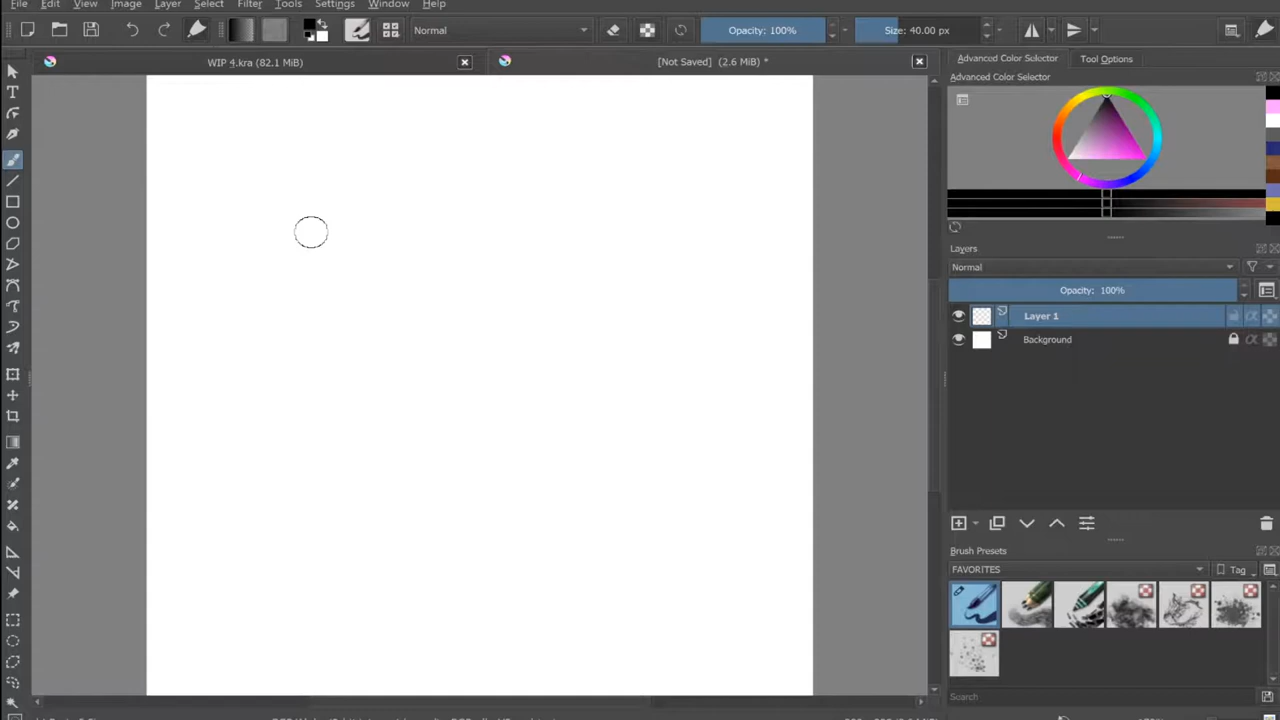 File Edit View Image Layer Select Filter Tools Settings Window Help
Normal Opacity: 100% Size: 40.00 px
WIP 4.kra (82.1 MiB) [Not Saved] (2.6 MiB) *
Advanced Color Selector Tool Options
Advanced Color Selector
Layers
Normal
Opacity: 100%
Layer 1
Background
Brush Presets
FAVORITES Tag
Search